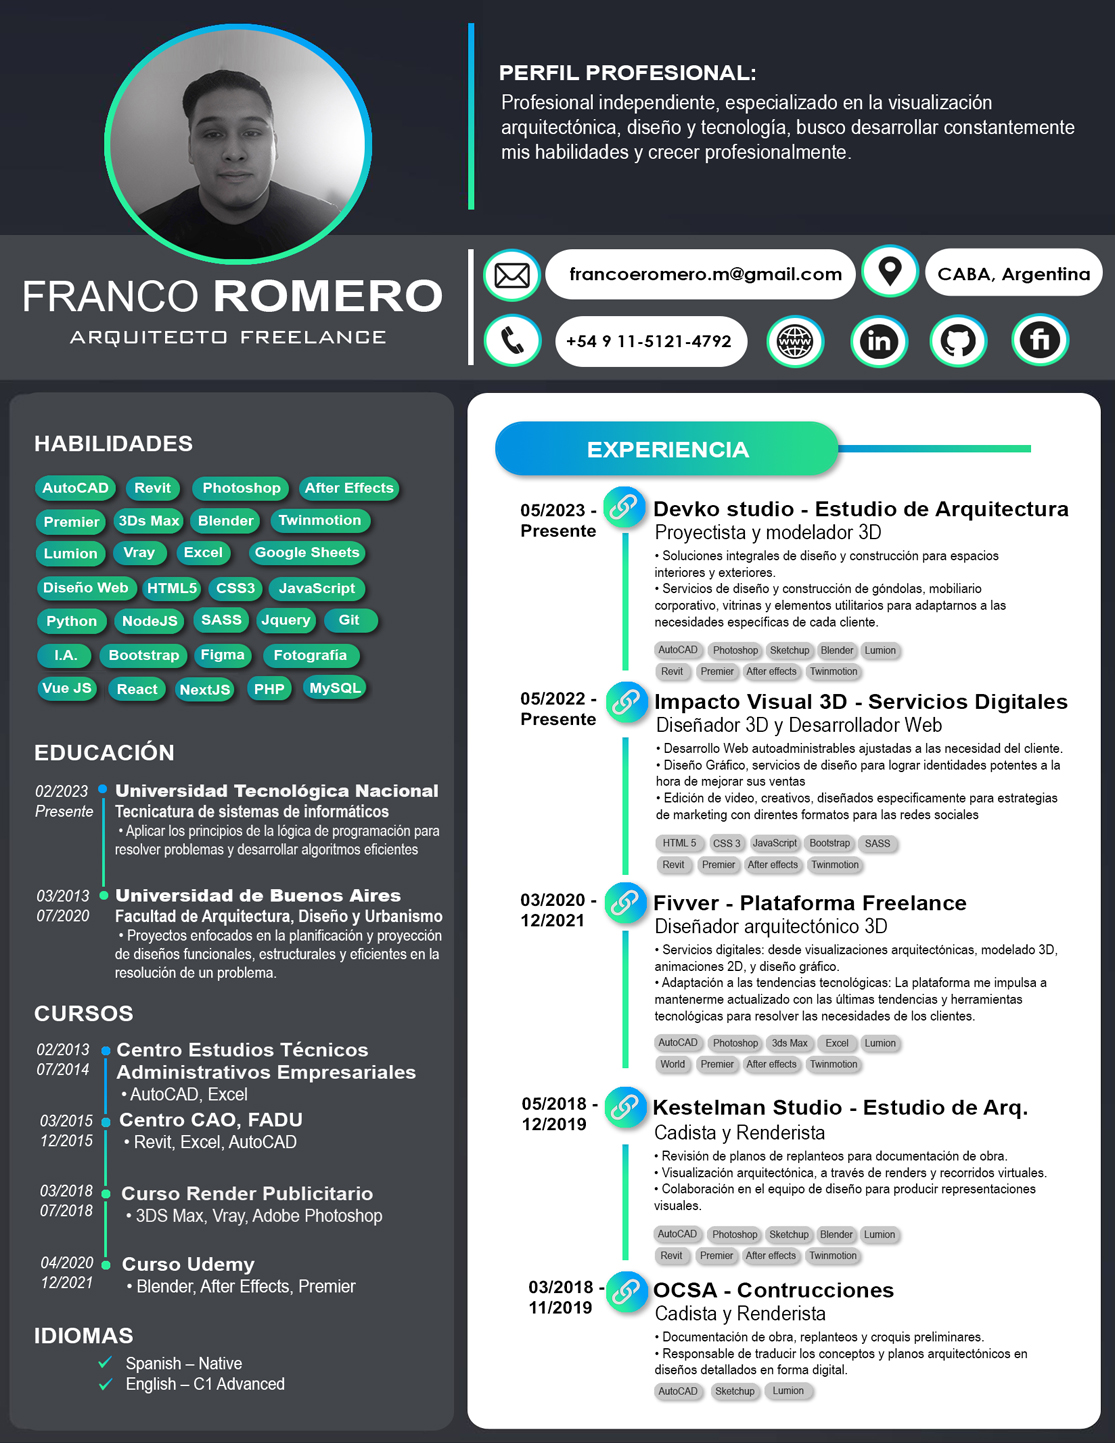 PERFIL PROFESIONAL:
Profesional independiente, especializado en la visualización
arquitectónica, diseño y tecnología, busco desarrollar constantemente
mis habilidades y crecer profesionalmente.
FRANCO ROMERO
ARQUITECTO FREELANCE
francoeromero.m@gmail.com
CABA, Argentina
+54 9 11-5121-4792
www
in
fi
HABILIDADES
AutoCAD Revit Photoshop After Effects
Premier 3Ds Max Blender Twinmotion
Lumion Vray Excel Google Sheets
Diseño Web HTML5 CSS3 JavaScript
Python NodeJS SASS Jquery Git
I.A. Bootstrap Figma Fotografía
Vue JS React NextJS PHP MySQL
EDUCACIÓN
02/2023
Presente
Universidad Tecnológica Nacional
Tecnicatura de sistemas de informáticos
• Aplicar los principios de la lógica de programación para
resolver problemas y desarrollar algoritmos eficientes
03/2013
07/2020
Universidad de Buenos Aires
Facultad de Arquitectura, Diseño y Urbanismo
• Proyectos enfocados en la planificación y proyección
de diseños funcionales, estructurales y eficientes en la
resolución de un problema.
CURSOS
02/2013
07/2014
Centro Estudios Técnicos
Administrativos Empresariales
• AutoCAD, Excel
03/2015
12/2015
Centro CAO, FADU
• Revit, Excel, AutoCAD
03/2018
07/2018
Curso Render Publicitario
• 3DS Max, Vray, Adobe Photoshop
04/2020
12/2021
Curso Udemy
• Blender, After Effects, Premier
IDIOMAS
Spanish – Native
English – C1 Advanced
EXPERIENCIA
05/2023 -
Presente
Devko studio - Estudio de Arquitectura
Proyectista y modelador 3D
• Soluciones integrales de diseño y construcción para espacios
interiores y exteriores.
• Servicios de diseño y construcción de góndolas, mobiliario
corporativo, vitrinas y elementos utilitarios para adaptarnos a las
necesidades específicas de cada cliente.
AutoCAD Photoshop Sketchup Blender Lumion
Revit Premier After effects Twinmotion
05/2022 -
Presente
Impacto Visual 3D - Servicios Digitales
Diseñador 3D y Desarrollador Web
• Desarrollo Web autoadministrables ajustadas a las necesidad del cliente.
• Diseño Gráfico, servicios de diseño para lograr identidades potentes a la
hora de mejorar sus ventas
• Edición de video, creativos, diseñados especificamente para estrategias
de marketing con direntes formatos para las redes sociales
HTML 5 CSS 3 JavaScript Bootstrap SASS
Revit Premier After effects Twinmotion
03/2020 -
12/2021
Fivver - Plataforma Freelance
Diseñador arquitectónico 3D
• Servicios digitales: desde visualizaciones arquitectónicas, modelado 3D,
animaciones 2D, y diseño gráfico.
• Adaptación a las tendencias tecnológicas: La plataforma me impulsa a
mantenerme actualizado con las últimas tendencias y herramientas
tecnológicas para resolver las necesidades de los clientes.
AutoCAD Photoshop 3ds Max Excel Lumion
World Premier After effects Twinmotion
05/2018 -
12/2019
Kestelman Studio - Estudio de Arq.
Cadista y Renderista
• Revisión de planos de replanteos para documentación de obra.
• Visualización arquitectónica, a través de renders y recorridos virtuales.
• Colaboración en el equipo de diseño para producir representaciones
visuales.
AutoCAD Photoshop Sketchup Blender Lumion
Revit Premier After effects Twinmotion
03/2018 -
11/2019
OCSA - Contrucciones
Cadista y Renderista
• Documentación de obra, replanteos y croquis preliminares.
• Responsable de traducir los conceptos y planos arquitectónicos en
diseños detallados en forma digital.
AutoCAD Sketchup Lumion